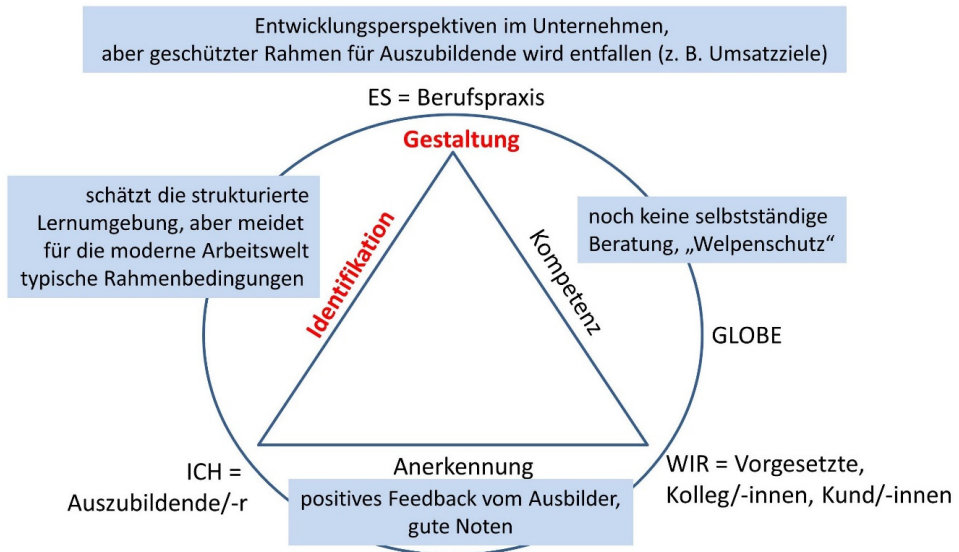 Entwicklungsperspektiven im Unternehmen,
aber geschützter Rahmen für Auszubildende wird entfallen (z. B. Umsatzziele)
ES = Berufspraxis
Gestaltung
schätzt die strukturierte
Lernumgebung, aber meidet
für die moderne Arbeitswelt
typische Rahmenbedingungen
Identifikation
Kompetenz
noch keine selbstständige
Beratung, „Welpenschutz“
GLOBE
ICH =
Auszubildende/-r
Anerkennung
positives Feedback vom Ausbilder,
gute Noten
WIR = Vorgesetzte,
Kolleg/-innen, Kund/-innen